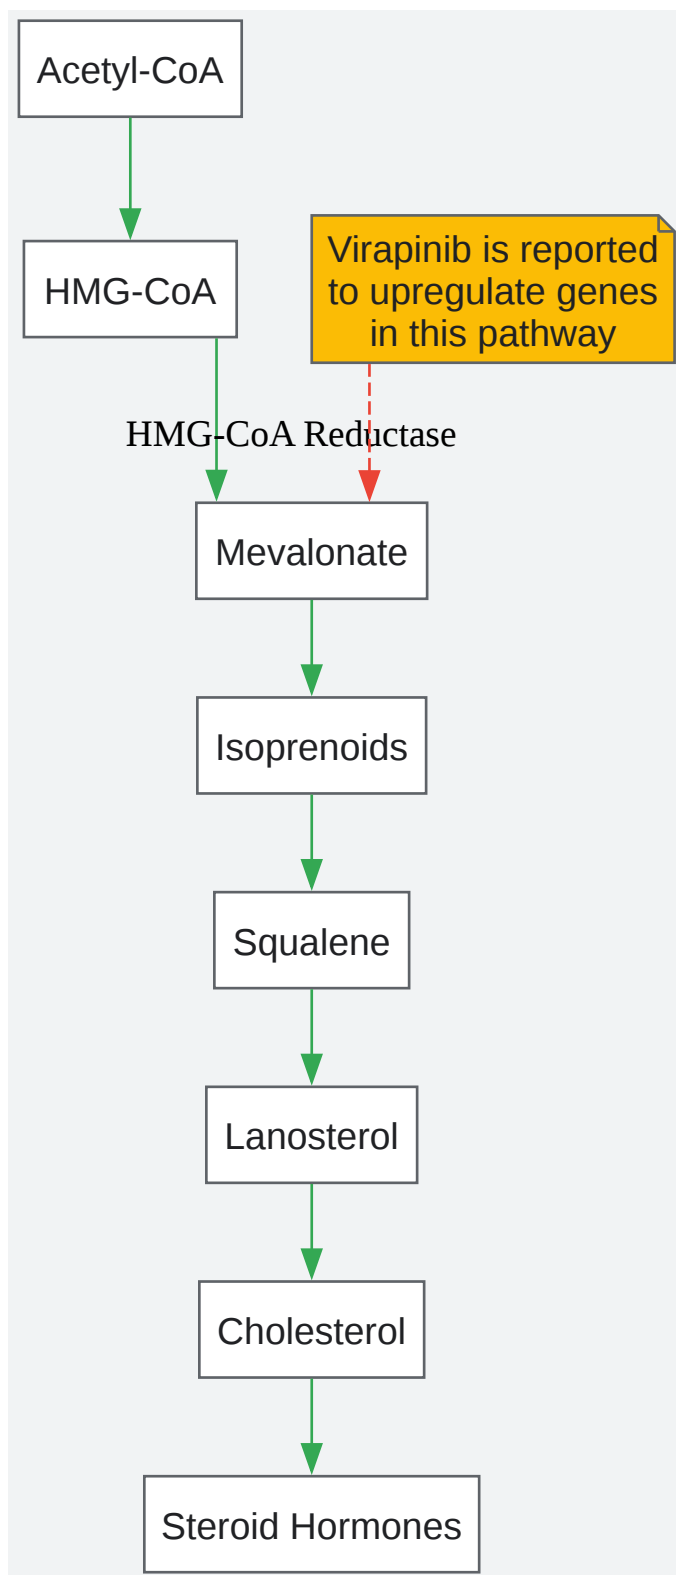 Acetyl-CoA
HMG-CoA
Virapinib is reported
to upregulate genes
in this pathway
HMG-CoA Reductase
Mevalonate
Isoprenoids
Squalene
Lanosterol
Cholesterol
Steroid Hormones